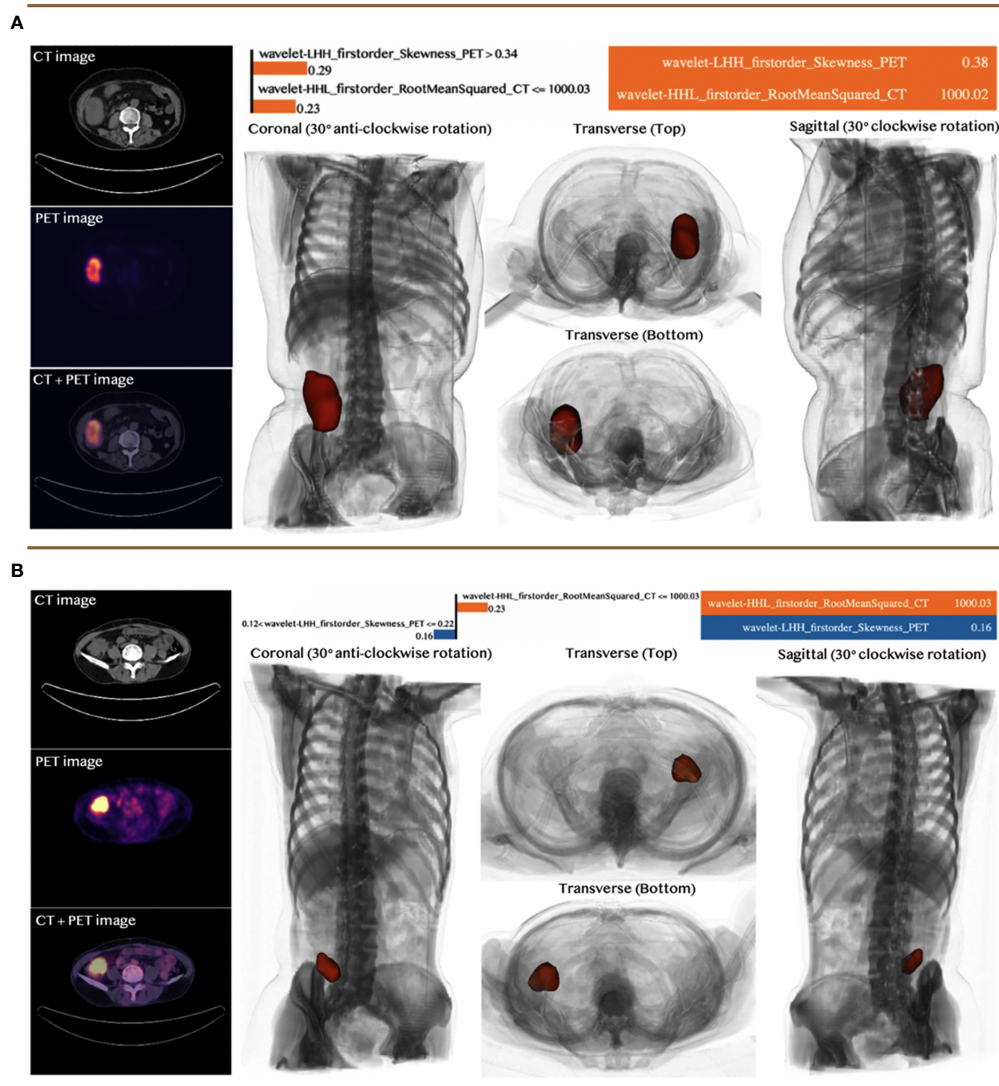 A
CT image
wavelet-LHH_firstorder_Skewness_PET > 0.34
0.29
wavelet-HHL_firstorder_RootMeanSquared_CT <= 1000.03
0.23
wavelet-LHH_firstorder_Skewness_PET 0.38
wavelet-HHL_firstorder_RootMeanSquared_CT 1000.02
Coronal (30° anti-clockwise rotation)
Transverse (Top)
Sagittal (30° clockwise rotation)
PET image
Transverse (Bottom)
CT + PET image
B
CT image
wavelet-HHL_firstorder_RootMeanSquared_CT <= 1000.03
0.23
0.12< wavelet-LHH_firstorder_Skewness_PET <= 0.22
0.16
wavelet-HHL_firstorder_RootMeanSquared_CT 1000.03
wavelet-LHH_firstorder_Skewness_PET 0.16
Coronal (30° anti-clockwise rotation)
Transverse (Top)
Sagittal (30° clockwise rotation)
PET image
Transverse (Bottom)
CT + PET image